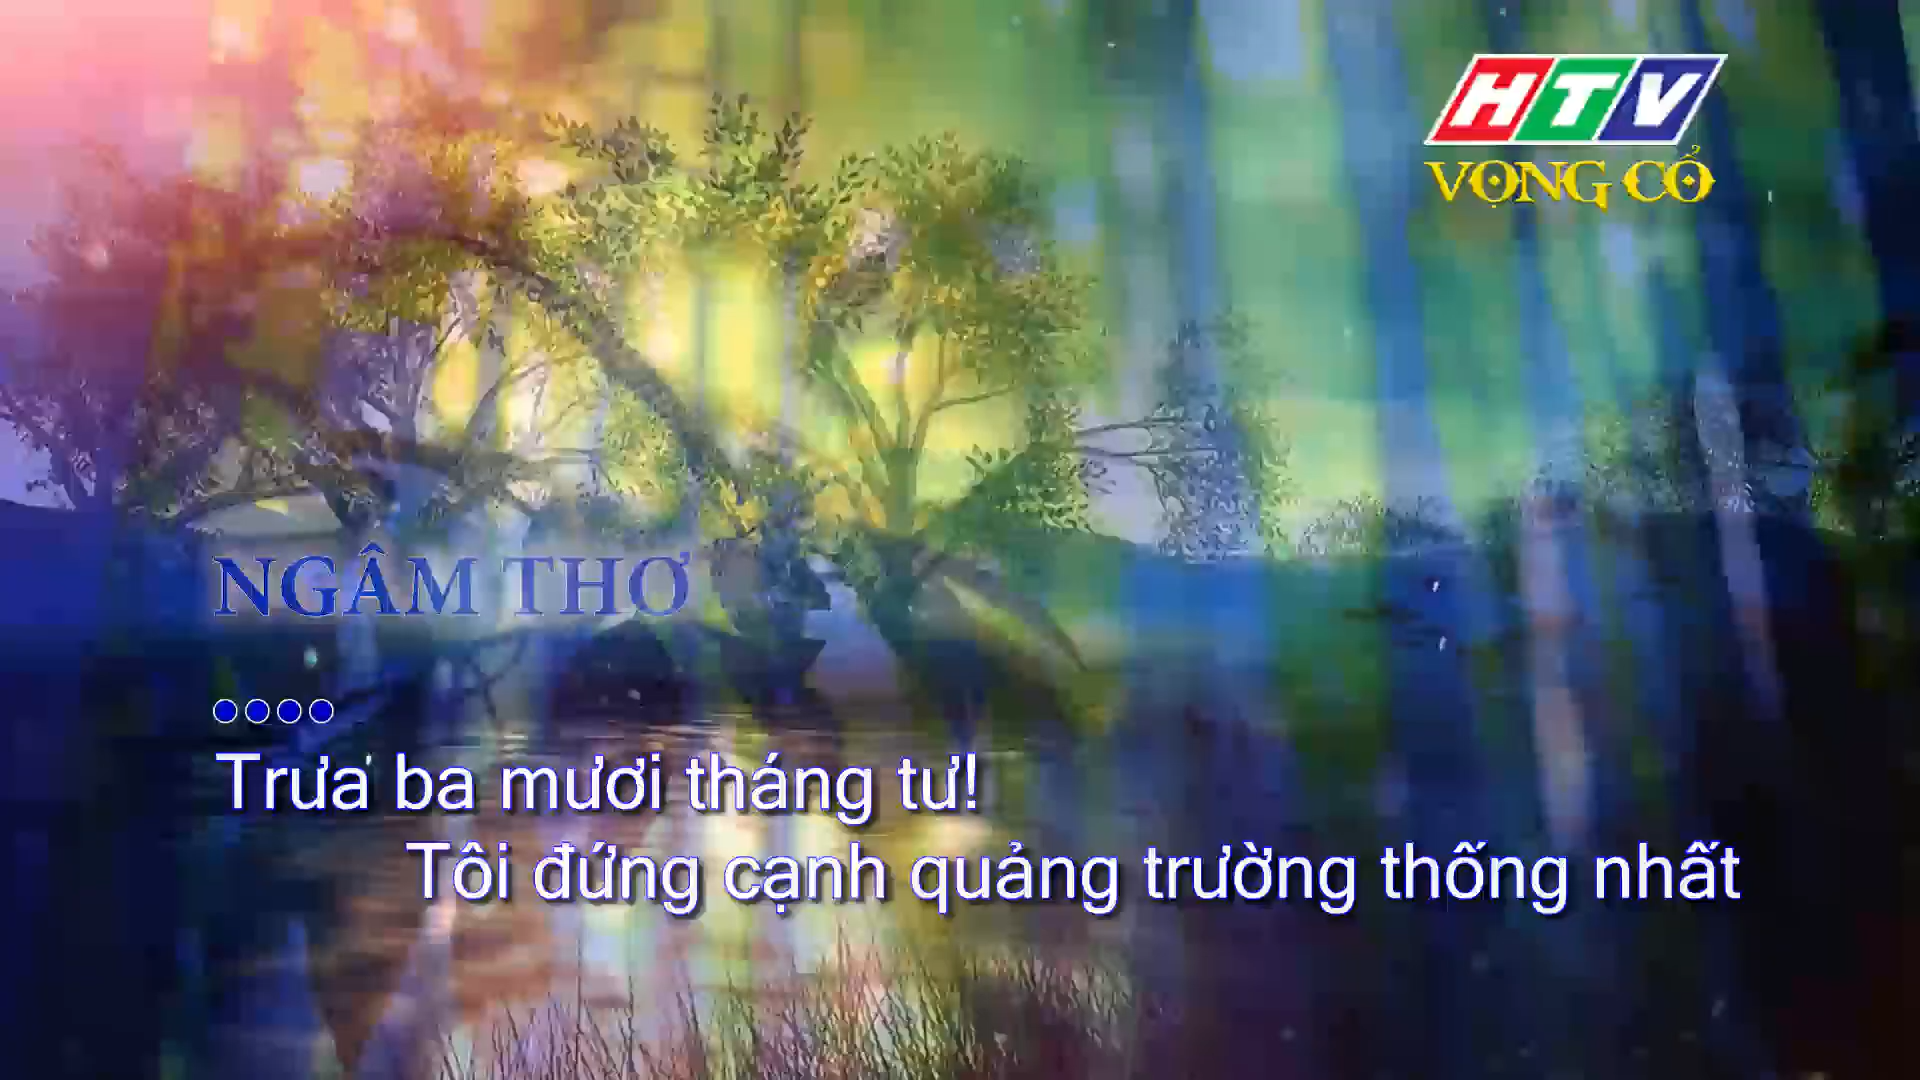 HTV
VỌNG CỔ
NGÂM THƠ
Trưa ba mươi tháng tư!
Tôi đứng cạnh quảng trường thống nhất